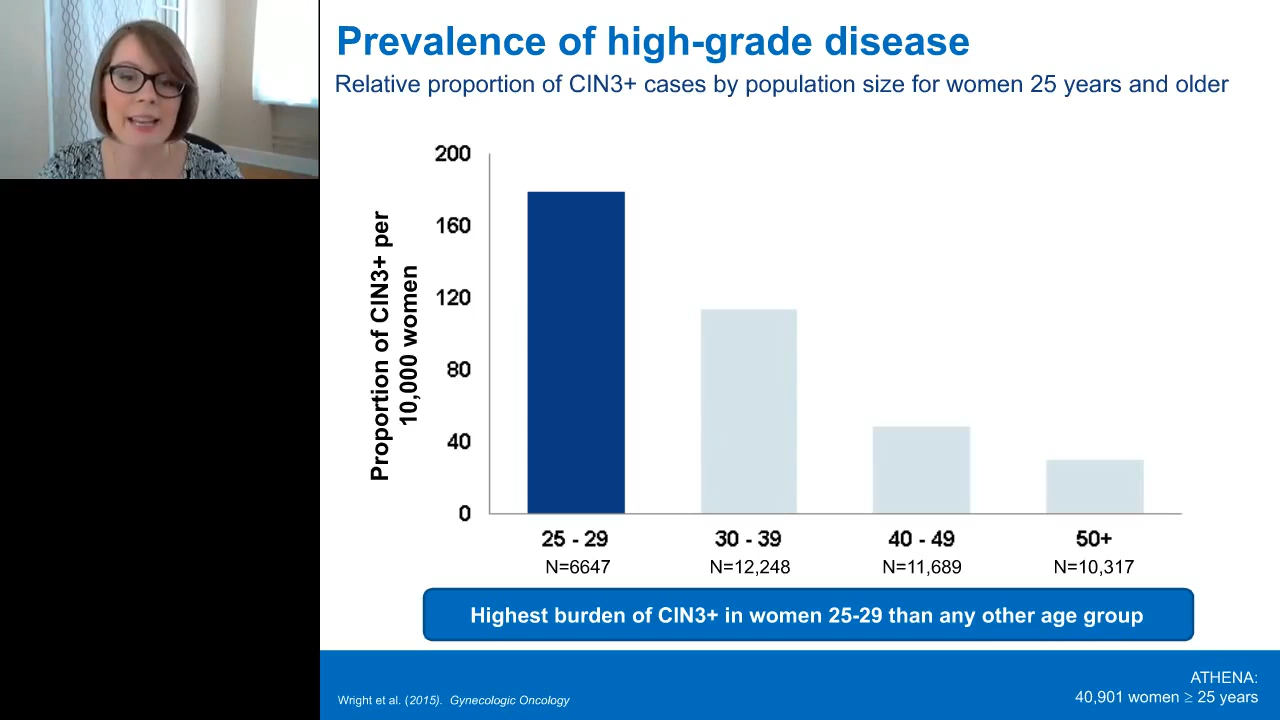 Prevalence of high-grade disease
Relative proportion of CIN3+ cases by population size for women 25 years and older
Proportion of CIN3+ per
10,000 women
200
160
120
80
40
0
25 - 29
30 - 39
40 - 49
50+
N=6647
N=12,248
N=11,689
N=10,317
Highest burden of CIN3+ in women 25-29 than any other age group
Wright et al. (2015). Gynecologic Oncology
ATHENA:
40,901 women ≥ 25 years